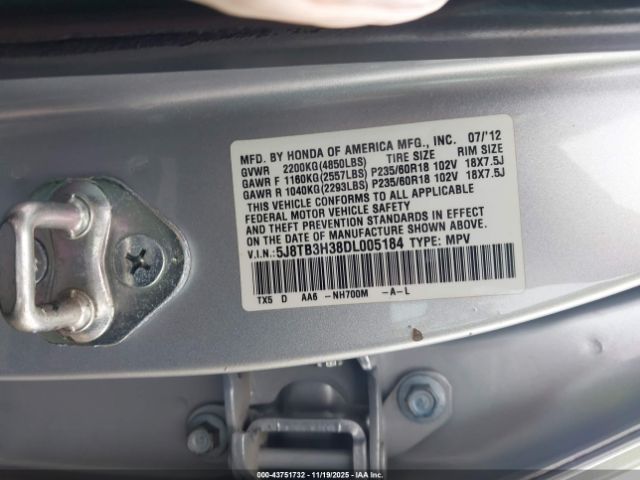 MFD. BY HONDA OF AMERICA MFG., INC. 07/'12
GVWR 2200KG(4850LBS) TIRE SIZE RIM SIZE
GAWR F 1160KG(2557LBS) P235/60R18 102V 18X7.5J
GAWR R 1040KG(2293LBS) P235/60R18 102V 18X7.5J
THIS VEHICLE CONFORMS TO ALL APPLICABLE
FEDERAL MOTOR VEHICLE SAFETY
AND THEFT PREVENTION STANDARDS IN EFFECT
ON THE DATE OF MANUFACTURE SHOWN ABOVE.
V.I.N.: 5J8TB3H38DL005184 TYPE: MPV
TX5 D AA6 -NH700M -A-L
000-43751732 - 11/19/2025 - IAAI.COM